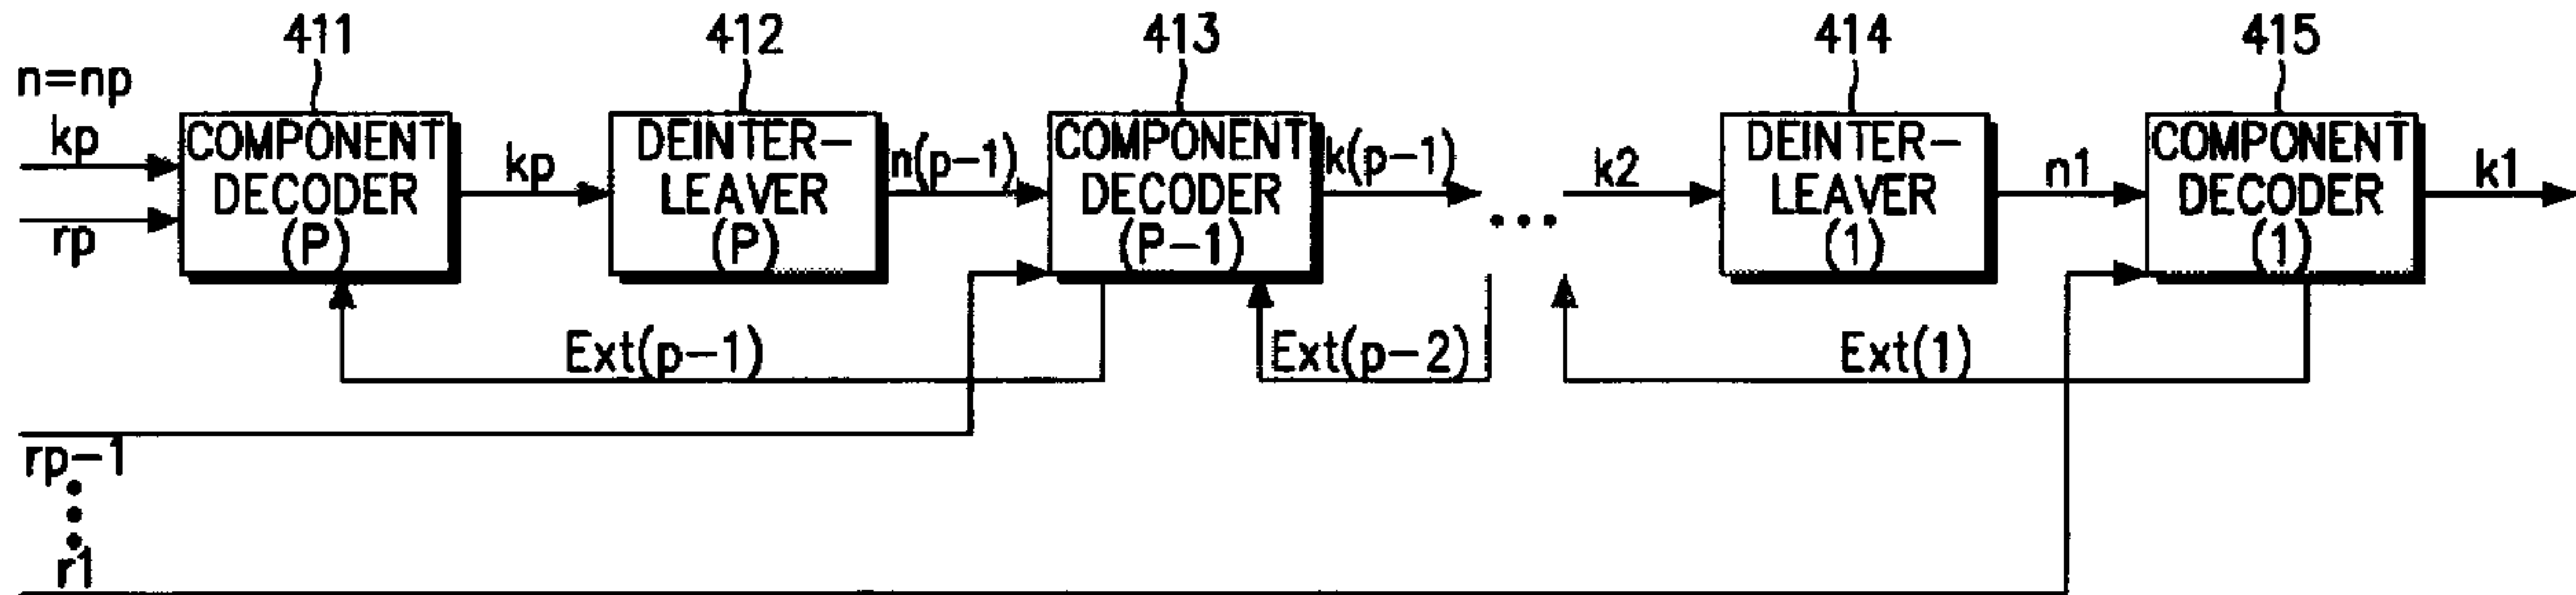 411
412
413
414
415
n=np
kp
rp
COMPONENT
DECODER
(P)
kp
DEINTER-
LEAVER
(P)
n(p-1)
COMPONENT
DECODER
(P-1)
k(p-1)
...
k2
DEINTER-
LEAVER
(1)
n1
COMPONENT
DECODER
(1)
k1
Ext(p-1)
Ext(p-2)
Ext(1)
rp-1
r1